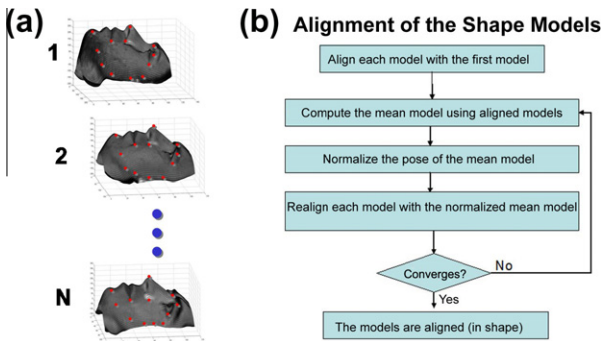 (a)
1
2
N
(b) Alignment of the Shape Models
Align each model with the first model
Compute the mean model using aligned models
Normalize the pose of the mean model
Realign each model with the normalized mean model
Converges?
No
Yes
The models are aligned (in shape)